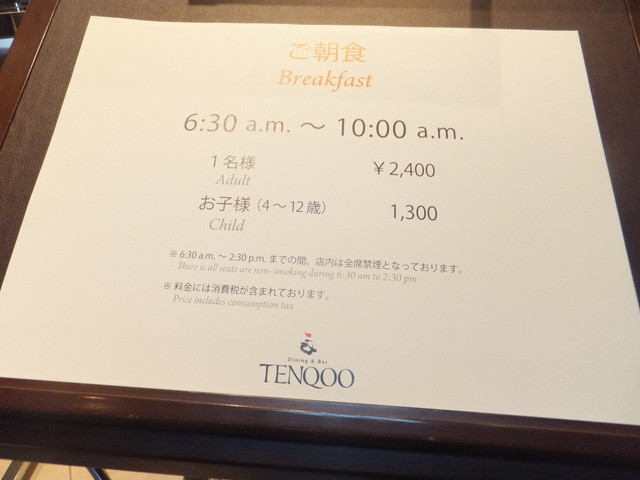 ご朝食
Breakfast
6:30 a.m. ～ 10:00 a.m.
1名様 ￥2,400
Adult
お子様（4～12歳） 1,300
Child
※ 6:30 a.m. ～ 2:30 p.m. までの間、店内は全席禁煙となっております。
There is all seats are non- smoking during 6:30 am to 2:30 pm
※ 料金には消費税が含まれております。
Price includes consumption tax
Dining & Bar
TENQOO